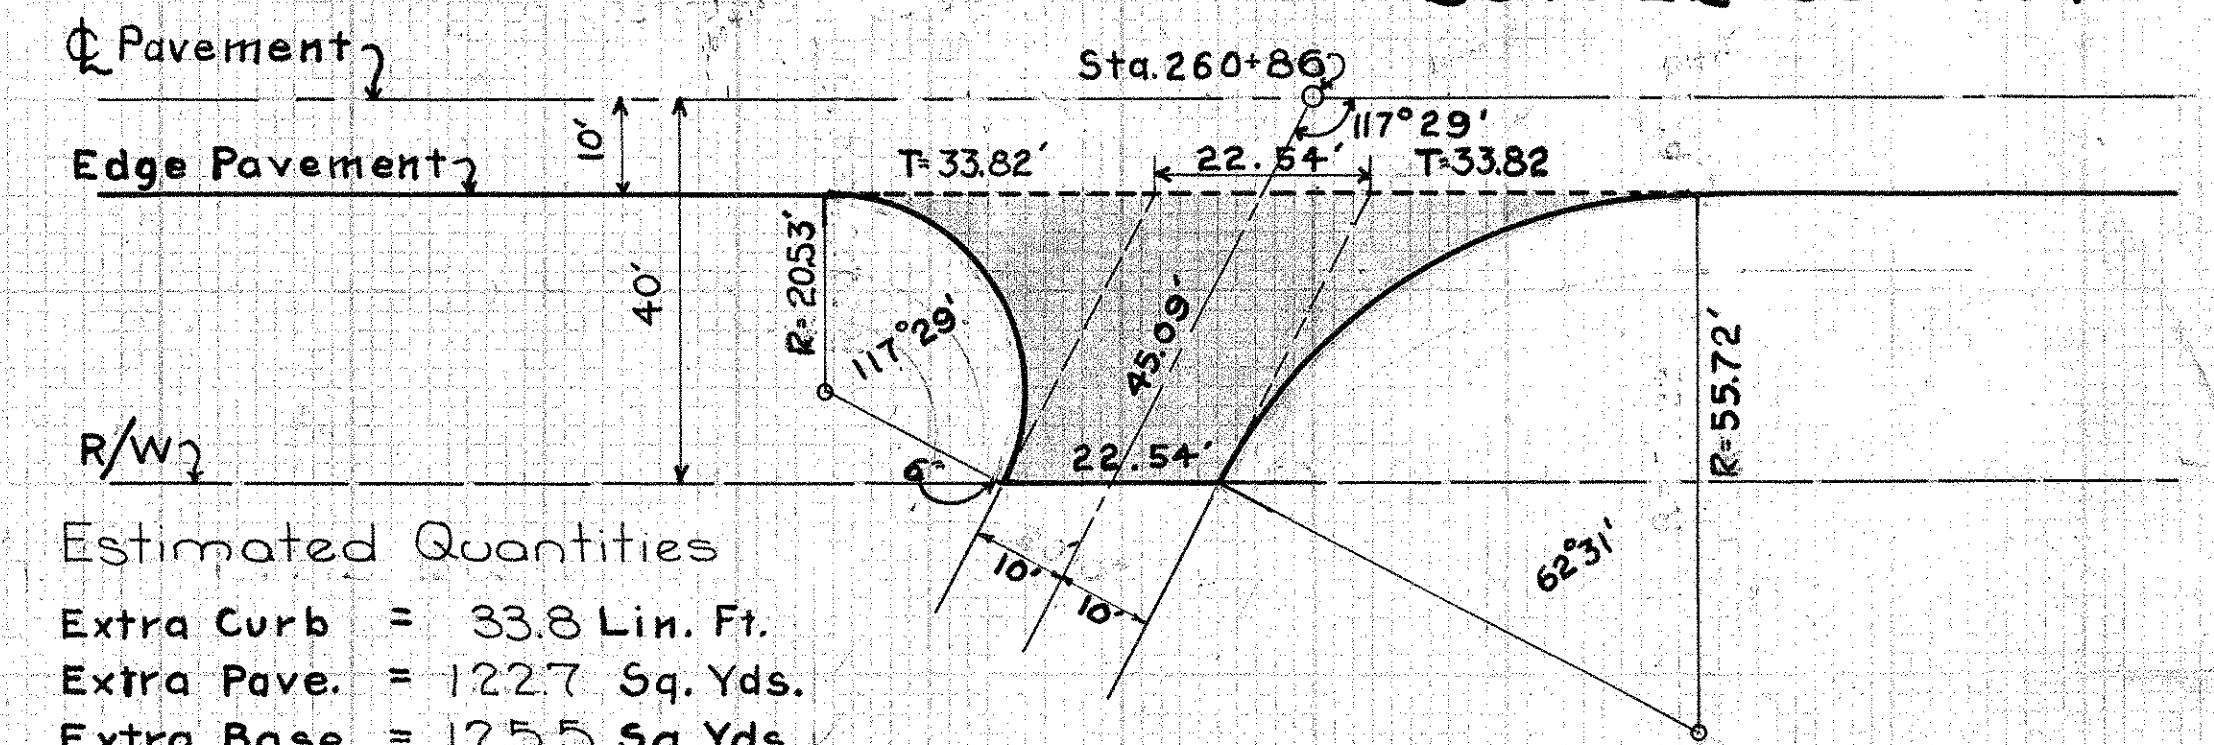 ℄ Pavement
Sta. 260+86
117°29'
10'
Edge Pavement
T= 33.82'
22.54'
T=33.82
R=20.53'
40'
117°29'
45.09'
R=55.72'
R/W
6"
22.54'
10'
10'
62°31'
Estimated Quantities
Extra Curb = 33.8 Lin. Ft.
Extra Pave. = 122.7 Sq. Yds.
Extra Base = 125.5 Sq. Yds.